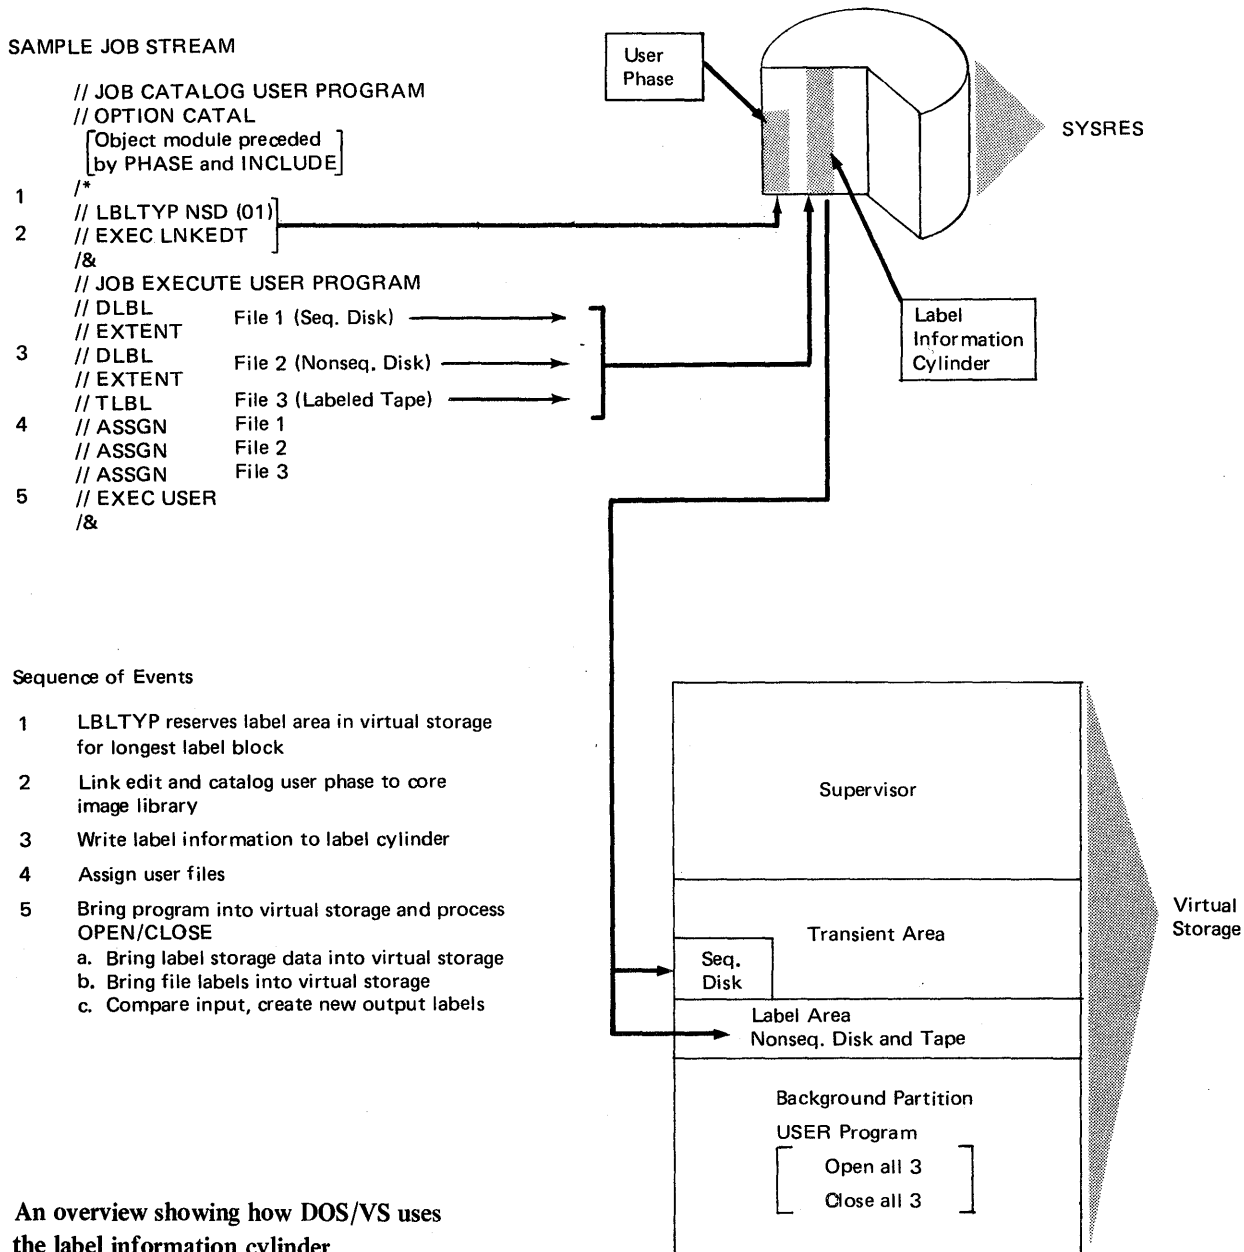 SAMPLE JOB STREAM
// JOB CATALOG USER PROGRAM
// OPTION CATAL
[Object module preceded
by PHASE and INCLUDE]
/*
1
// LBLTYP NSD (01)
2 // EXEC LNKEDT
/&
// JOB EXECUTE USER PROGRAM
// DLBL
// EXTENT
File 1 (Seq. Disk)
3 // DLBL
// EXTENT
File 2 (Nonseq. Disk)
// TLBL File 3 (Labeled Tape)
4 // ASSGN File 1
// ASSGN File 2
// ASSGN File 3
5 // EXEC USER
/&
User
Phase
SYSRES
Label
Information
Cylinder
Sequence of Events
1 LBLTYP reserves label area in virtual storage
for longest label block
2 Link edit and catalog user phase to core
image library
3 Write label information to label cylinder
4 Assign user files
5 Bring program into virtual storage and process
OPEN/CLOSE
a. Bring label storage data into virtual storage
b. Bring file labels into virtual storage
c. Compare input, create new output labels
Supervisor
Transient Area
Seq.
Disk
Label Area
Nonseq. Disk and Tape
Background Partition
USER Program
Open all 3
Close all 3
Virtual
Storage
An overview showing how DOS/VS uses
the label information cylinder